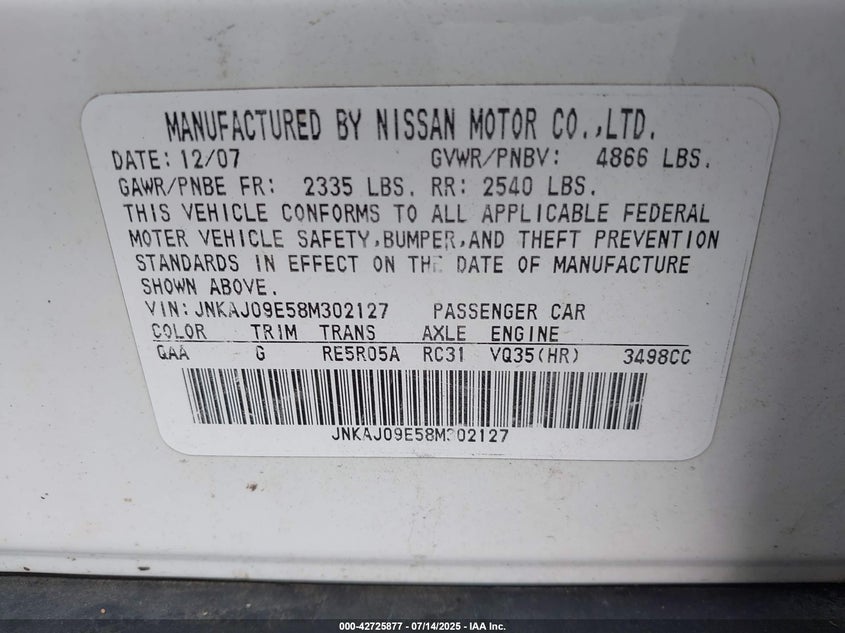 MANUFACTURED BY NISSAN MOTOR CO.,LTD.
DATE:12/07 GVWR/PNBV: 4866 LBS.
GAWR/PNBE FR: 2335 LBS. RR: 2540 LBS.
THIS VEHICLE CONFORMS TO ALL APPLICABLE FEDERAL
MOTER VEHICLE SAFETY,BUMPER,AND THEFT PREVENTION
STANDARDS IN EFFECT ON THE DATE OF MANUFACTURE
SHOWN ABOVE.
VIN:JNKAJ09E58M302127 PASSENGER CAR
COLOR TRIM TRANS AXLE ENGINE
QAA G RE5R05A RC31 VQ35(HR) 3498CC
JNKAJ09E58M302127
000-42725877 - 07/14/2025 - IAA Inc.